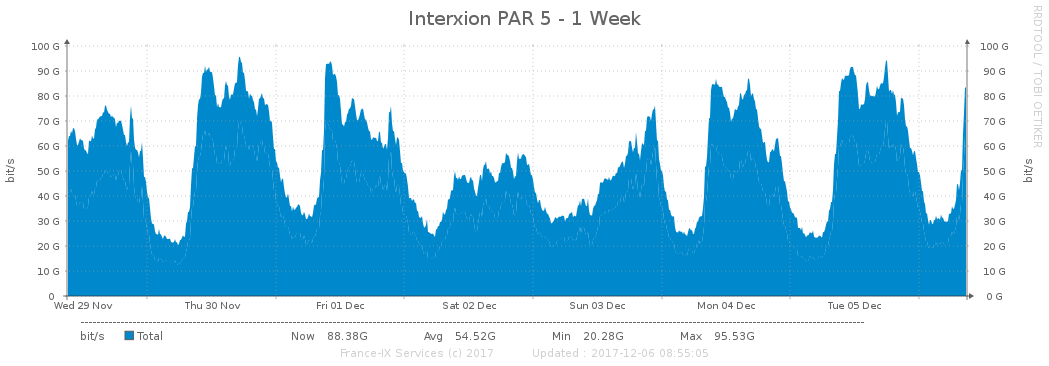 Interxion PAR 5 - 1 Week
RRDTOOL / TOBI OETIKER
100 G 100 G
90 G 90 G
80 G 80 G
70 G 70 G
60 G 60 G
50 G 50 G
40 G 40 G
30 G 30 G
20 G 20 G
10 G 10 G
0 0 G
bit/s bit/s
Wed 29 Nov Thu 30 Nov Fri 01 Dec Sat 02 Dec Sun 03 Dec Mon 04 Dec Tue 05 Dec
bit/s Total Now 88.38G Avg 54.52G Min 20.28G Max 95.53G
France-IX Services (c) 2017 Updated : 2017-12-06 08:55:05